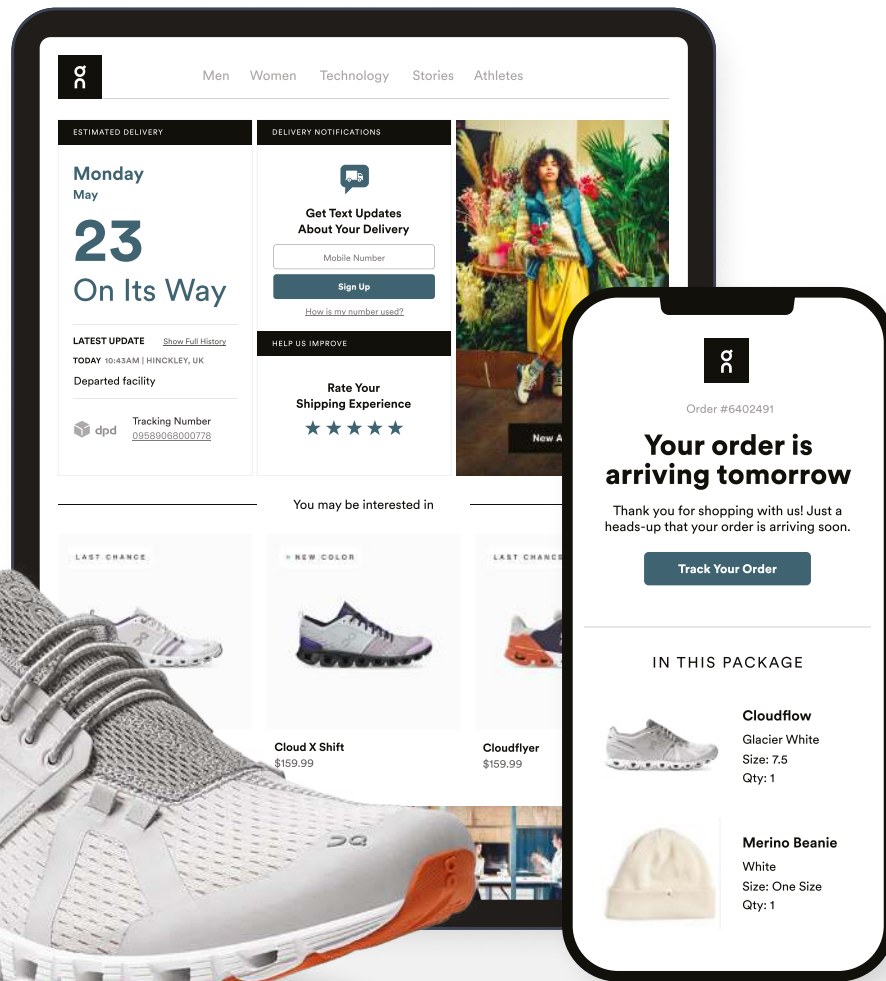 Men Women Technology Stories Athletes
ESTIMATED DELIVERY
Monday
May
23
On Its Way
LATEST UPDATE Show Full History
TODAY 10:43AM | HINCKLEY, UK
Departed facility
dpd
Tracking Number
09589068000778
DELIVERY NOTIFICATIONS
Get Text Updates
About Your Delivery
Mobile Number
Sign Up
How is my number used?
HELP US IMPROVE
Rate Your
Shipping Experience
New A
You may be interested in
LAST CHANCE
NEW COLOR
LAST CHANCE
Cloud X Shift
$159.99
Cloudflyer
$159.99
Order #6402491
Your order is
arriving tomorrow
Thank you for shopping with us! Just a
heads-up that your order is arriving soon.
Track Your Order
IN THIS PACKAGE
Cloudflow
Glacier White
Size: 7.5
Qty: 1
Merino Beanie
White
Size: One Size
Qty: 1